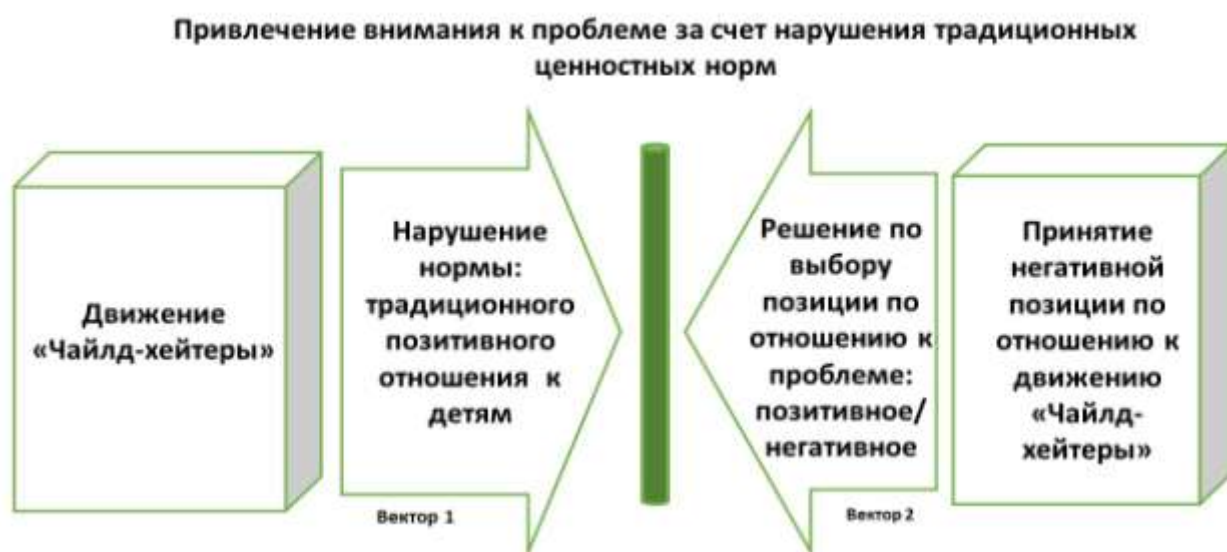 Привлечение внимания к проблеме за счет нарушения традиционных
ценностных норм
Движение
«Чайлд-хейтеры»
Нарушение
нормы:
традиционного
позитивного
отношения к
детям
Вектор 1
Решение по
выбору
позиции по
отношению к
проблеме:
позитивное/
негативное
Вектор 2
Принятие
негативной
позиции по
отношению к
движению
«Чайлд-
хейтеры»